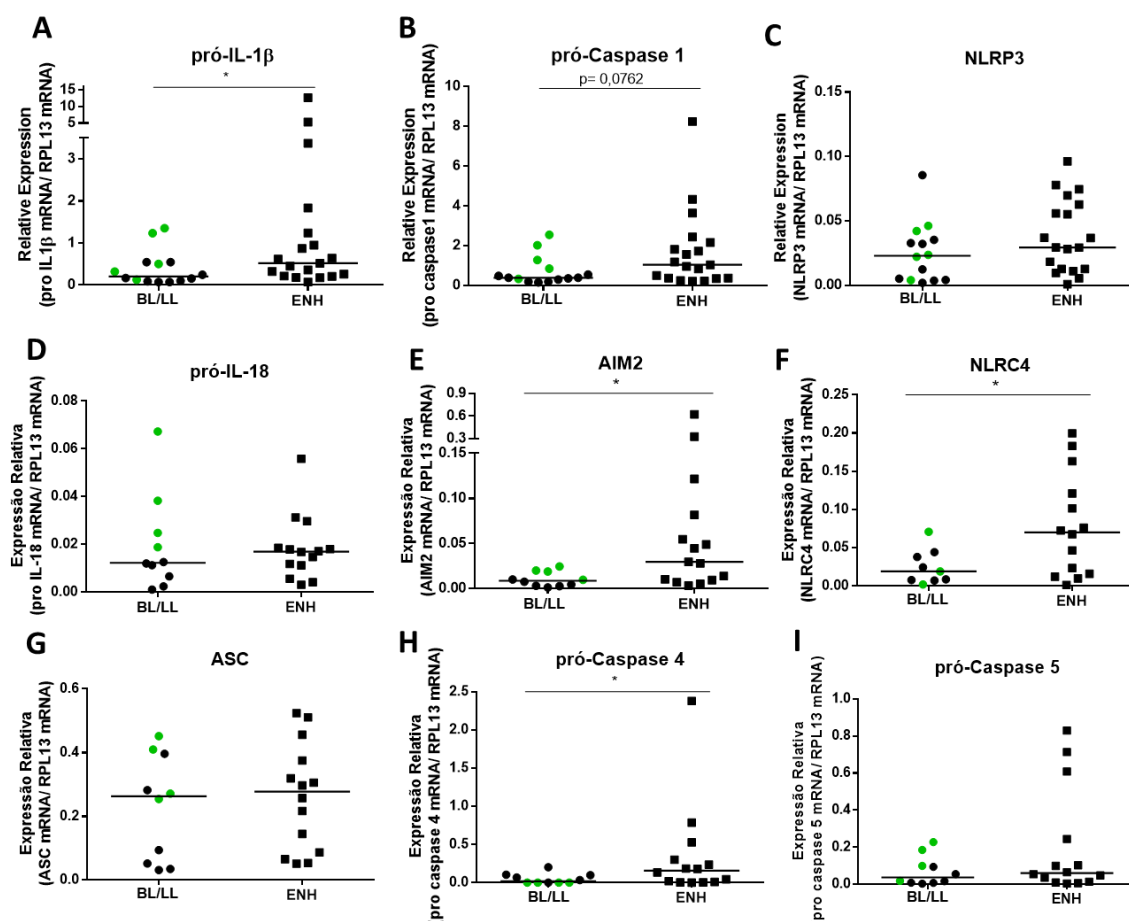 A
pró-IL-1β
*
Relative Expression
(pro IL1β mRNA/ RPL13 mRNA)
15
10
5
3
2
1
0
BL/LL
ENH
B
pró-Caspase 1
p= 0,0762
Relative Expression
(pro caspase1 mRNA/ RPL13 mRNA)
10
8
6
4
2
0
BL/LL
ENH
C
NLRP3
Relative Expression
(NLRP3 mRNA/ RPL13 mRNA)
0.15
0.10
0.05
0.00
BL/LL
ENH
D
pró-IL-18
Expressão Relativa
(pro IL-18 mRNA/ RPL13 mRNA)
0.08
0.06
0.04
0.02
0.00
BL/LL
ENH
E
AIM2
*
Expressão Relativa
(AIM2 mRNA/ RPL13 mRNA)
0.9
0.6
0.3
0.15
0.10
0.05
0.00
BL/LL
ENH
F
NLRC4
*
Expressão Relativa
(NLRC4 mRNA/ RPL13 mRNA)
0.25
0.20
0.15
0.10
0.05
0.00
BL/LL
ENH
G
ASC
Expressão Relativa
(ASC mRNA/ RPL13 mRNA)
0.6
0.4
0.2
0.0
BL/LL
ENH
H
pró-Caspase 4
*
Expressão Relativa
(pro caspase 4 mRNA/ RPL13 mRNA)
2.5
2.0
1.5
1.0
0.5
0.0
BL/LL
ENH
I
pró-Caspase 5
Expressão Relativa
pro caspase 5 mRNA/ RPL13 mRNA)
1.0
0.8
0.6
0.4
0.2
0.0
BL/LL
ENH